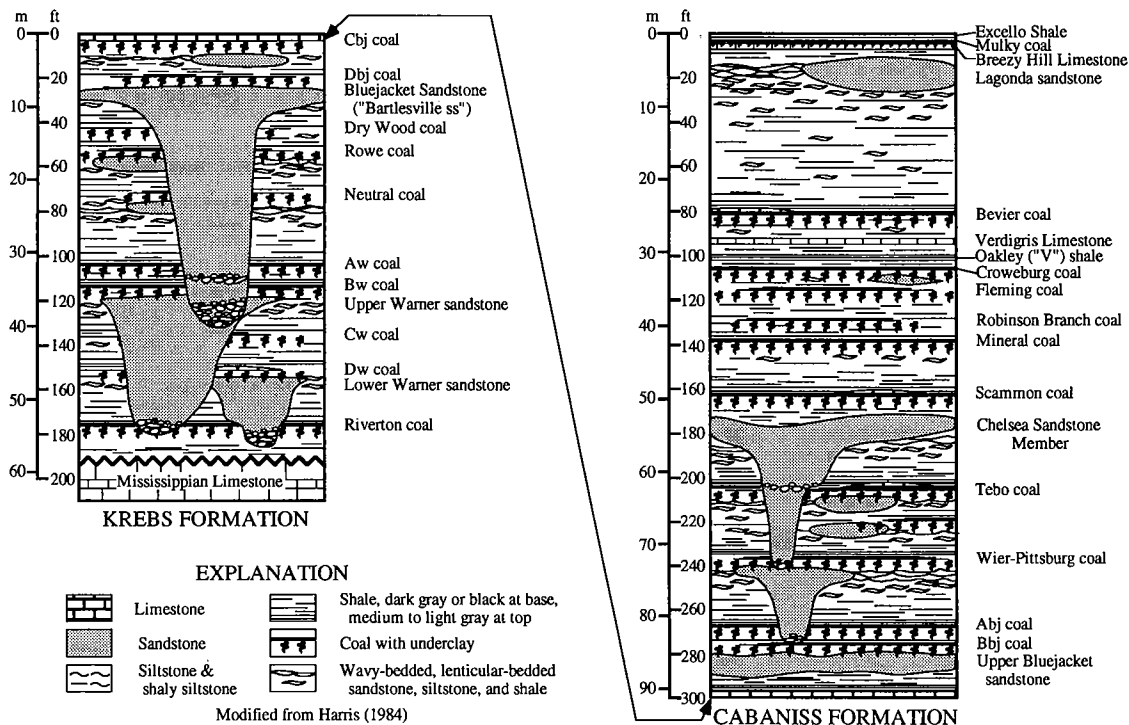 m ft
0 0
20
10
40
60
20
80
30 100
120
40
140
160
50
180
60 200
Cbj coal
Dbj coal
Bluejacket Sandstone
("Bartlesville ss")
Dry Wood coal
Rowe coal
Neutral coal
Aw coal
Bw coal
Upper Warner sandstone
Cw coal
Dw coal
Lower Warner sandstone
Riverton coal
Mississippian Limestone
KREBS FORMATION
EXPLANATION
Limestone
Sandstone
Siltstone &
shaly siltstone
Shale, dark gray or black at base,
medium to light gray at top
Coal with underclay
Wavy-bedded, lenticular-bedded
sandstone, siltstone, and shale
Modified from Harris (1984)
m ft
0 0
20
10
40
60
20
80
30 100
120
40
140
160
50
180
60 200
220
70
240
260
80
280
90
300
Excello Shale
Mulky coal
Breezy Hill Limestone
Lagonda sandstone
Bevier coal
Verdigris Limestone
Oakley ("V") shale
Croweburg coal
Fleming coal
Robinson Branch coal
Mineral coal
Scammon coal
Chelsea Sandstone
Member
Tebo coal
Wier-Pittsburg coal
Abj coal
Bbj coal
Upper Bluejacket
sandstone
CABANISS FORMATION